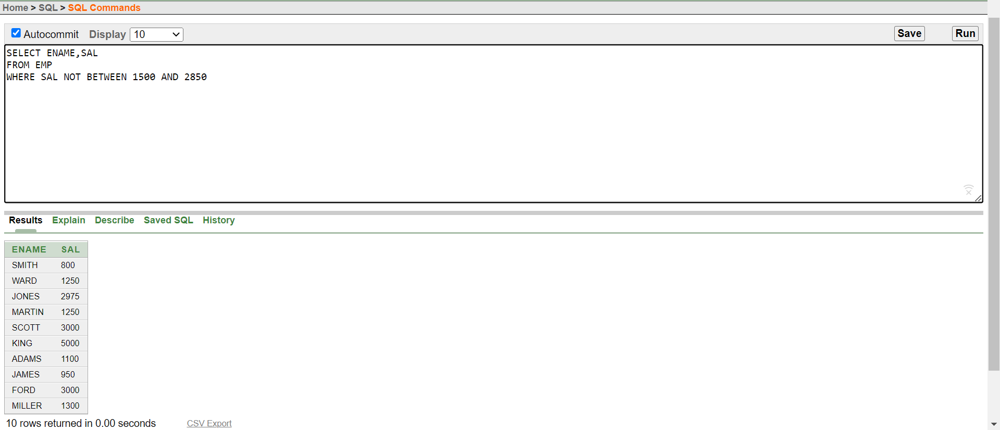 Home > SQL > SQL Commands
Autocommit Display 10 Save Run
SELECT ENAME,SAL
FROM EMP
WHERE SAL NOT BETWEEN 1500 AND 2850
Results Explain Describe Saved SQL History
ENAME SAL
SMITH 800
WARD 1250
JONES 2975
MARTIN 1250
SCOTT 3000
KING 5000
ADAMS 1100
JAMES 950
FORD 3000
MILLER 1300
10 rows returned in 0.00 seconds CSV Export